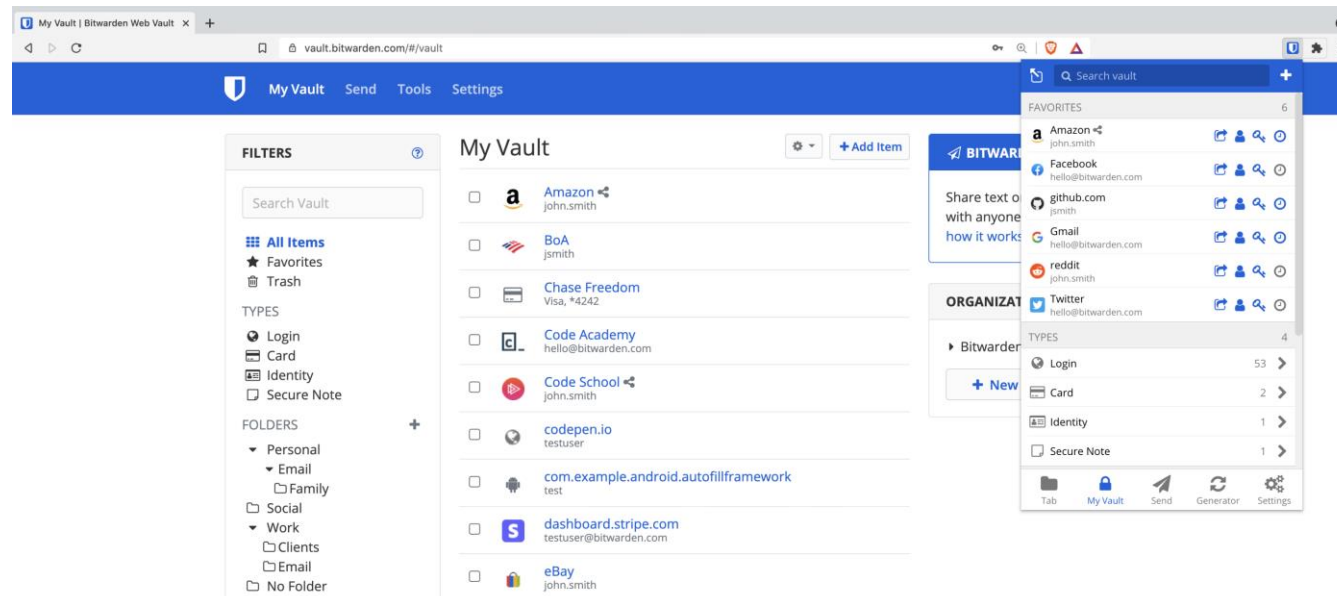 My Vault | Bitwarden Web Vault
vault.bitwarden.com/#/vault
My Vault Send Tools Settings
FILTERS
Search Vault
All Items
Favorites
Trash
TYPES
Login
Card
Identity
Secure Note
FOLDERS
Personal
Email
Family
Social
Work
Clients
Email
No Folder
My Vault
+ Add Item
Amazon
john.smith
BoA
jsmith
Chase Freedom
Visa, *4242
Code Academy
hello@bitwarden.com
Code School
john.smith
codepen.io
testuser
com.example.android.autofillframework
test
dashboard.stripe.com
testuser@bitwarden.com
eBay
john.smith
BITWAR
Share text o
with anyone
how it works
ORGANIZAT
Bitwarden
+ New
Search vault
FAVORITES 6
Amazon
john.smith
Facebook
hello@bitwarden.com
github.com
jsmith
Gmail
hello@bitwarden.com
reddit
john.smith
Twitter
hello@bitwarden.com
TYPES 4
Login 53
Card 2
Identity 1
Secure Note 1
Tab My Vault Send Generator Settings